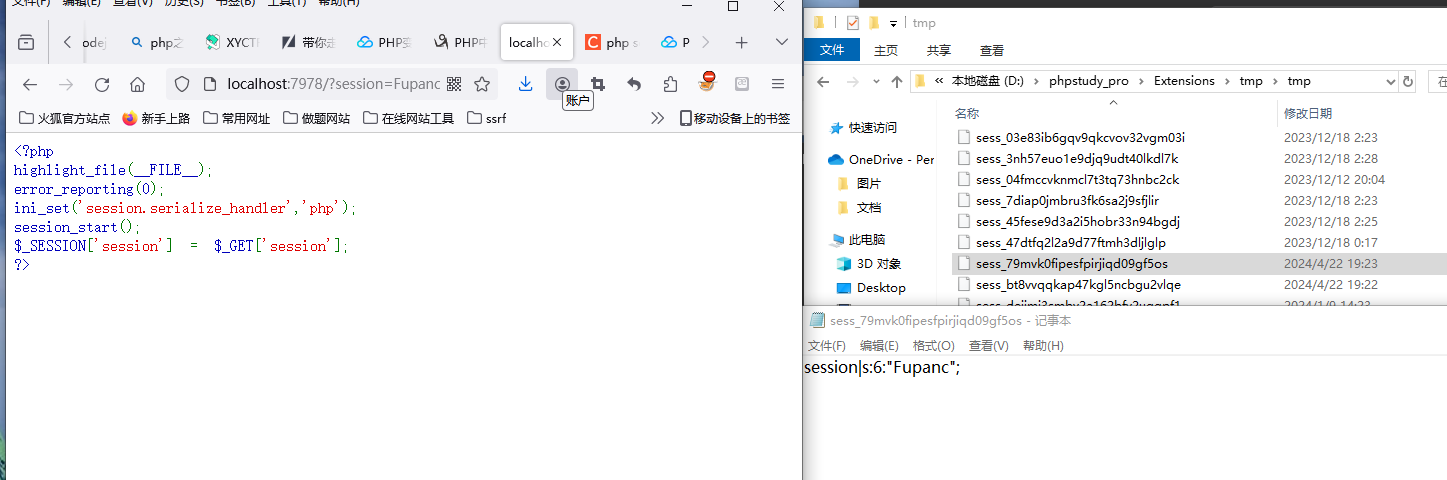 文件(F) 编辑(E) 查看(V) 历史(S) 书签(B) 工具(T) 帮助(H)
odej php之 XYCTI 带你走 PHP变 PHP中 localho php s P
localhost:7978/?session=Fupanc
账户
火狐官方站点 新手上路 常用网址 做题网站 在线网站工具 ssrf 移动设备上的书签
<?php
highlight_file(__FILE__);
error_reporting(0);
ini_set('session.serialize_handler','php');
session_start();
$_SESSION['session'] = $_GET['session'];
?>
tmp
文件 主页 共享 查看
« 本地磁盘 (D:) › phpstudy_pro › Extensions › tmp › tmp 在
名称 修改日期
快速访问
OneDrive - Per
图片
文档
此电脑
3D 对象
Desktop
sess_03e83ib6gqv9qkcvov32vgm03i 2023/12/18 2:23
sess_3nh57euo1e9djq9udt40lkdl7k 2023/12/18 2:28
sess_04fmccvknmcl7t3tq73hnbc2ck 2023/12/12 20:04
sess_7diap0jmbru3fk6sa2j9sfjlir 2023/12/18 2:23
sess_45fese9d3a2i5hobr33n94bgdj 2023/12/18 2:25
sess_47dtfq2l2a9d77ftmh3dljlglp 2023/12/18 0:17
sess_79mvk0fipesfpirjiqd09gf5os 2024/4/22 19:23
sess_bt8vvqqkap47kgl5ncbgu2vlqe 2024/4/22 19:22
sess_79mvk0fipesfpirjiqd09gf5os - 记事本
文件(F) 编辑(E) 格式(O) 查看(V) 帮助(H)
session|s:6:"Fupanc";